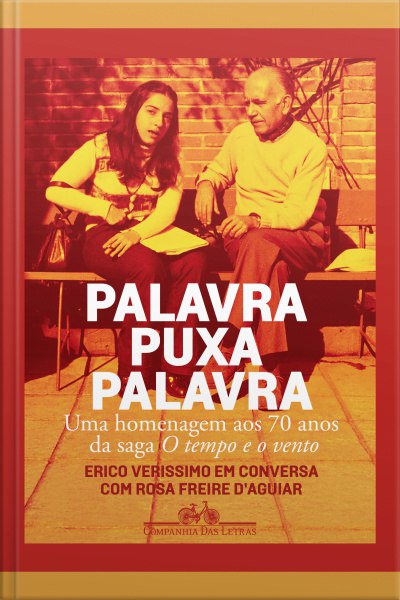 PALAVRA
PUXA
PALAVRA
Uma homenagem aos 70 anos
da saga O tempo e o vento
ERICO VERISSIMO EM CONVERSA
COM ROSA FREIRE D'AGUIAR
COMPANHIA DAS LETRAS